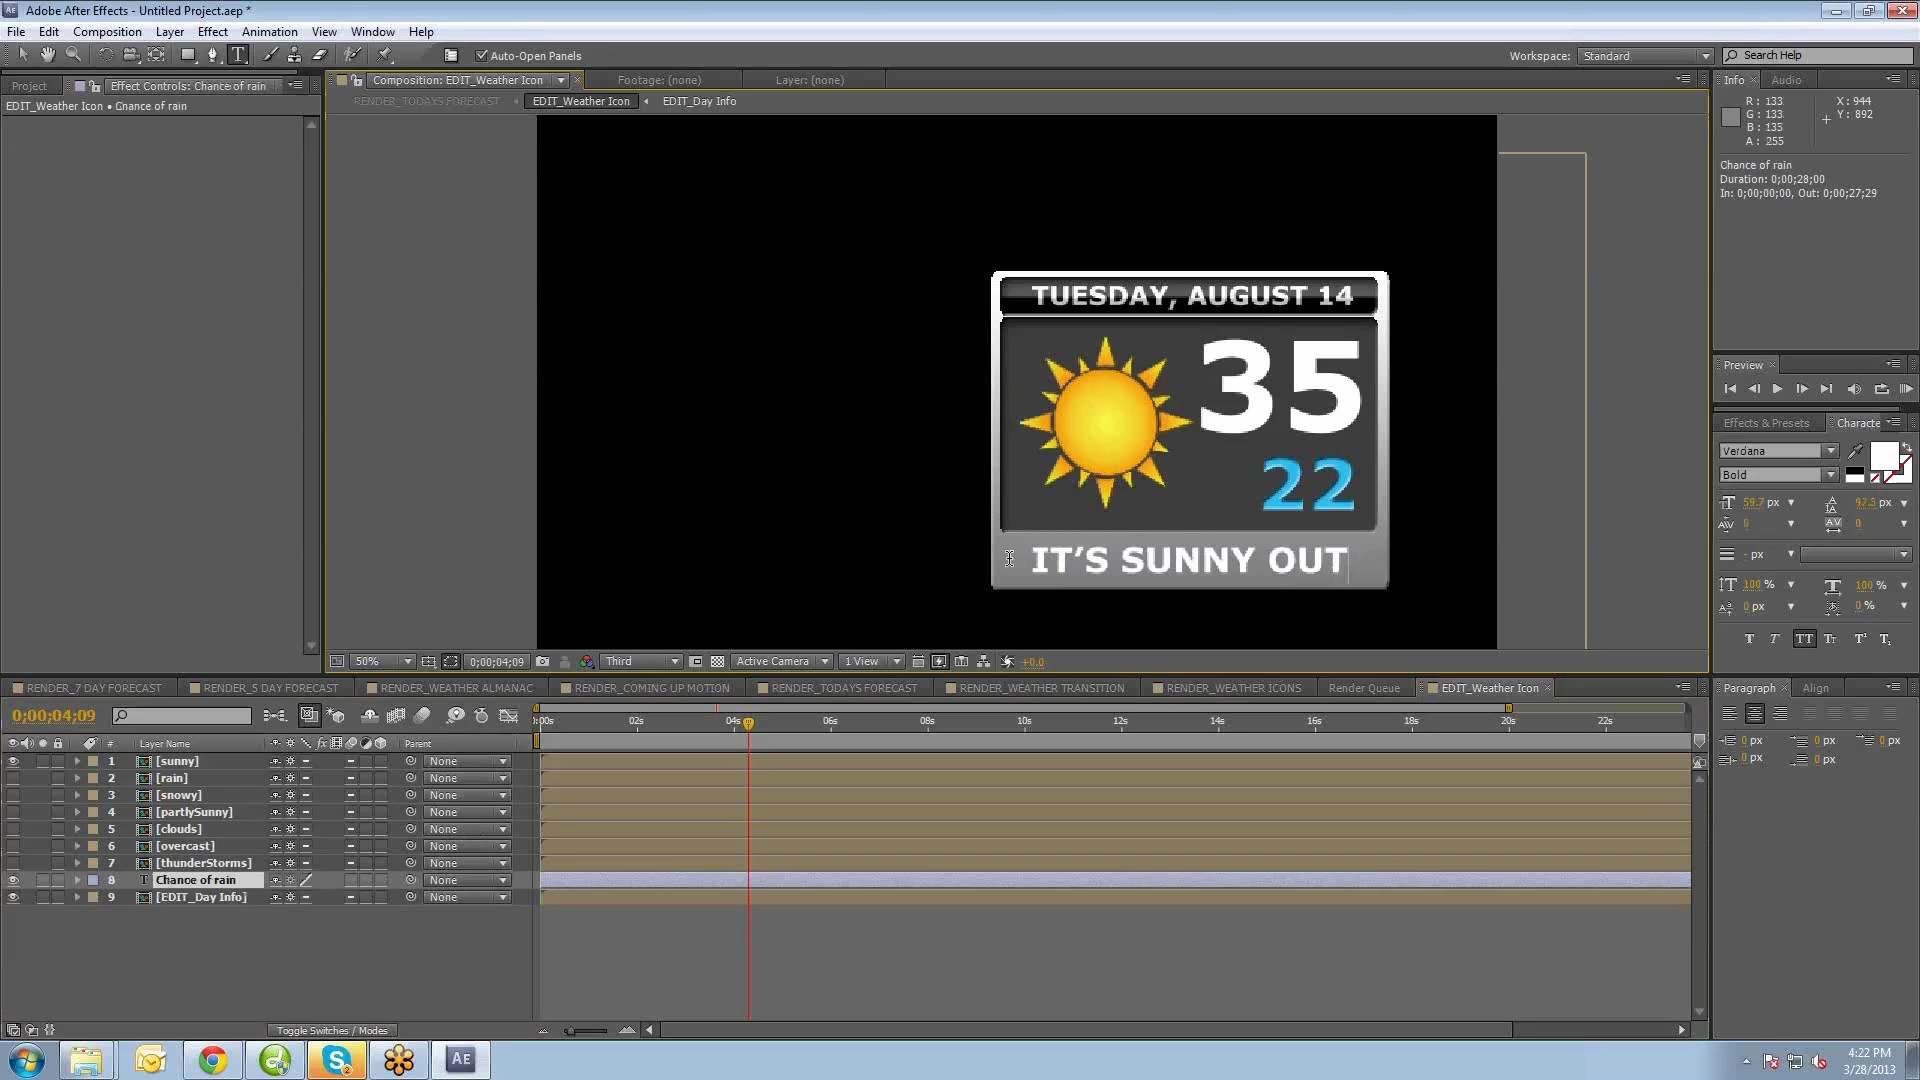 Adobe After Effects - Untitled Project.aep *
File Edit Composition Layer Effect Animation View Window Help
Auto-Open Panels
Workspace: Standard
Search Help
Project
Effect Controls: Chance of rain
EDIT_Weather Icon • Chance of rain
Composition: EDIT_Weather Icon
Footage: (none)
Layer: (none)
RENDER_TODAYS FORECAST
EDIT_Weather Icon
EDIT_Day Info
TUESDAY, AUGUST 14
35
22
IT’S SUNNY OUT
50%
0;00;04;09
Third
Active Camera
1 View
+0.0
Info
Audio
R: 133
G: 133
B: 135
A: 255
X: 944
Y: 892
Chance of rain
Duration: 0;00;28;00
In: 0;00;00;00, Out: 0;00;27;29
Preview
Effects & Presets
Characte
Verdana
Bold
59.7 px
97.3 px
0
0
- px
100 %
100 %
0 px
0 %
T T TT Tt T¹ T₁
RENDER_7 DAY FORECAST
RENDER_5 DAY FORECAST
RENDER_WEATHER ALMANAC
RENDER_COMING UP MOTION
RENDER_TODAYS FORECAST
RENDER_WEATHER TRANSITION
RENDER_WEATHER ICONS
Render Queue
EDIT_Weather Icon
Paragraph
Align
0 px
0 px
0 px
0 px
0 px
0;00;04;09
:00s 02s 04s 06s 08s 10s 12s 14s 16s 18s 20s 22s
# Layer Name Parent
1 [sunny] None
2 [rain] None
3 [snowy] None
4 [partlySunny] None
5 [clouds] None
6 [overcast] None
7 [thunderStorms] None
8 T Chance of rain None
9 [EDIT_Day Info] None
Toggle Switches / Modes
Ae
4:22 PM
3/28/2013